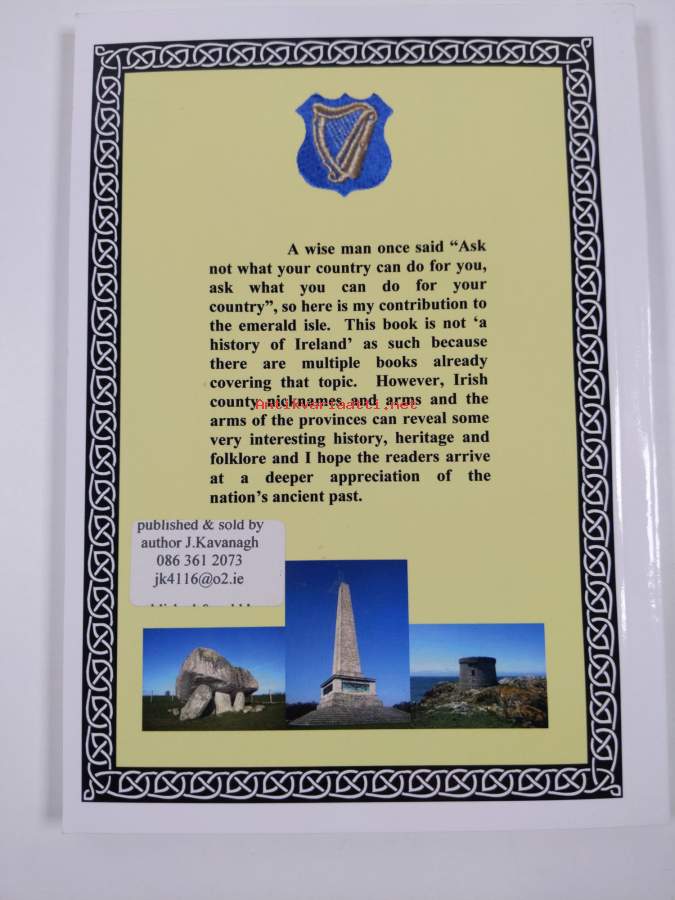 A wise man once said “Ask
not what your country can do for you,
ask what you can do for your
country”, so here is my contribution to
the emerald isle. This book is not ‘a
history of Ireland’ as such because
there are multiple books already
covering that topic. However, Irish
county nicknames and arms and the
Antikvariaatti.net
arms of the provinces can reveal some
very interesting history, heritage and
folklore and I hope the readers arrive
at a deeper appreciation of the
nation’s ancient past.
published & sold by
author J.Kavanagh
086 361 2073
jk4116@o2.ie